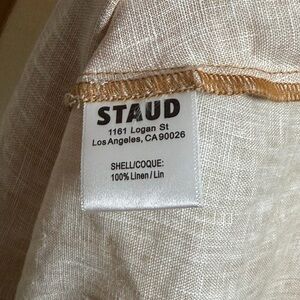 STAUD
1161 Logan St
Los Angeles, CA 90026
SHELL/COQUE:
100% Linen / Lin